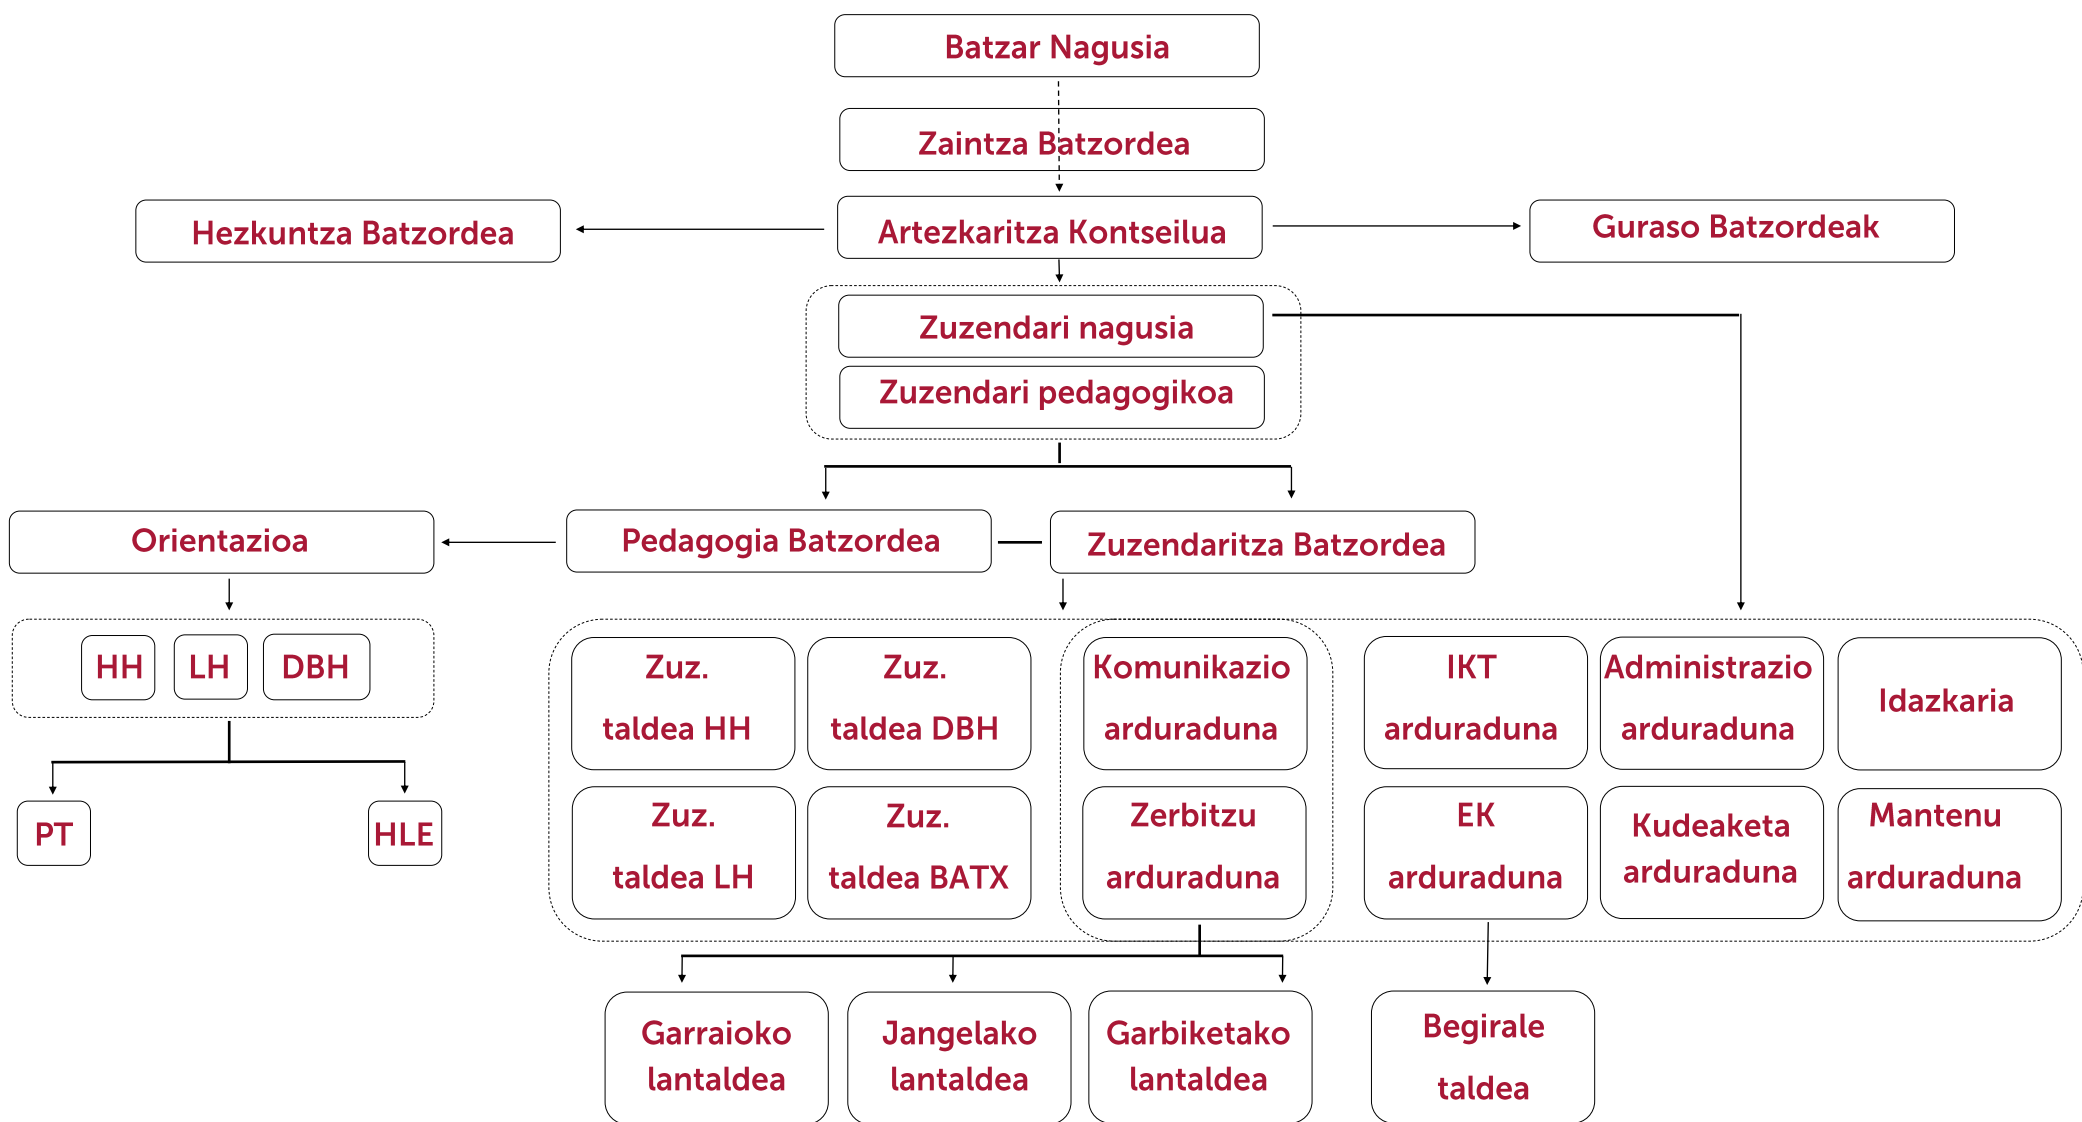 Batzar Nagusia
Zaintza Batzordea
Hezkuntza Batzordea
Artezkaritza Kontseilua
Guraso Batzordeak
Zuzendari nagusia
Zuzendari pedagogikoa
Orientazioa
Pedagogia Batzordea
Zuzendaritza Batzordea
HH
LH
DBH
PT
HLE
Zuz.
taldea HH
Zuz.
taldea DBH
Komunikazio
arduraduna
IKT
arduraduna
Administrazio
arduraduna
Idazkaria
Zuz.
taldea LH
Zuz.
taldea BATX
Zerbitzu
arduraduna
EK
arduraduna
Kudeaketa
arduraduna
Mantenu
arduraduna
Garraioko
lantaldea
Jangelako
lantaldea
Garbiketako
lantaldea
Begirale
taldea